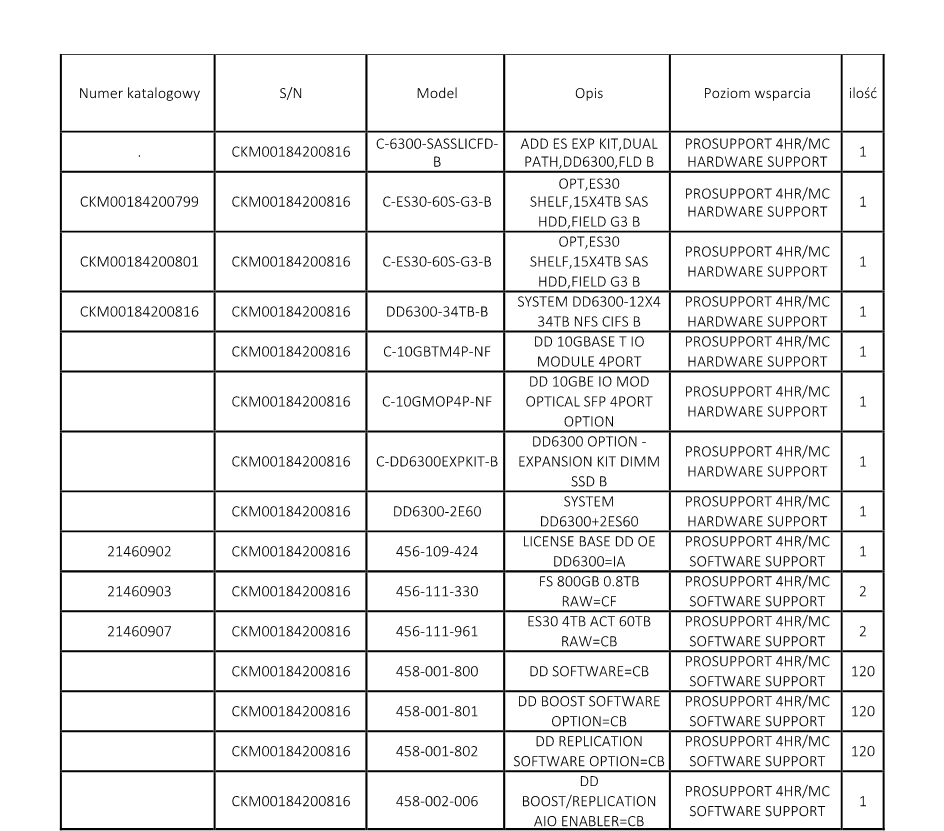 Numer katalogowy S/N Model Opis Poziom wsparcia ilość
. CKM00184200816 C-6300-SASSLICFD- ADD ES EXP KIT,DUAL PROSUPPORT 4HR/MC 1
B PATH,DD6300,FLD B HARDWARE SUPPORT
OPT,ES30
CKM00184200799 CKM00184200816 C-ES30-60S-G3-B SHELF,15X4TB SAS PROSUPPORT 4HR/MC 1
HDD,FIELD G3 B HARDWARE SUPPORT
OPT,ES30
CKM00184200801 CKM00184200816 C-ES30-60S-G3-B SHELF,15X4TB SAS PROSUPPORT 4HR/MC 1
HDD,FIELD G3 B HARDWARE SUPPORT
CKM00184200816 CKM00184200816 DD6300-34TB-B SYSTEM DD6300-12X4 PROSUPPORT 4HR/MC 1
34TB NFS CIFS B HARDWARE SUPPORT
CKM00184200816 C-10GBTM4P-NF DD 10GBASE T IO PROSUPPORT 4HR/MC 1
MODULE 4PORT HARDWARE SUPPORT
DD 10GBE IO MOD
CKM00184200816 C-10GMOP4P-NF OPTICAL SFP 4PORT PROSUPPORT 4HR/MC 1
OPTION HARDWARE SUPPORT
DD6300 OPTION -
CKM00184200816 C-DD6300EXPKIT-B EXPANSION KIT DIMM PROSUPPORT 4HR/MC 1
SSD B HARDWARE SUPPORT
CKM00184200816 DD6300-2E60 SYSTEM PROSUPPORT 4HR/MC 1
DD6300+2ES60 HARDWARE SUPPORT
21460902 CKM00184200816 456-109-424 LICENSE BASE DD OE PROSUPPORT 4HR/MC 1
DD6300=IA SOFTWARE SUPPORT
21460903 CKM00184200816 456-111-330 FS 800GB 0.8TB PROSUPPORT 4HR/MC 2
RAW=CF SOFTWARE SUPPORT
21460907 CKM00184200816 456-111-961 ES30 4TB ACT 60TB PROSUPPORT 4HR/MC 2
RAW=CB SOFTWARE SUPPORT
CKM00184200816 458-001-800 DD SOFTWARE=CB PROSUPPORT 4HR/MC 120
SOFTWARE SUPPORT
CKM00184200816 458-001-801 DD BOOST SOFTWARE PROSUPPORT 4HR/MC 120
OPTION=CB SOFTWARE SUPPORT
CKM00184200816 458-001-802 DD REPLICATION PROSUPPORT 4HR/MC 120
SOFTWARE OPTION=CB SOFTWARE SUPPORT
DD
CKM00184200816 458-002-006 BOOST/REPLICATION PROSUPPORT 4HR/MC 1
AIO ENABLER=CB SOFTWARE SUPPORT